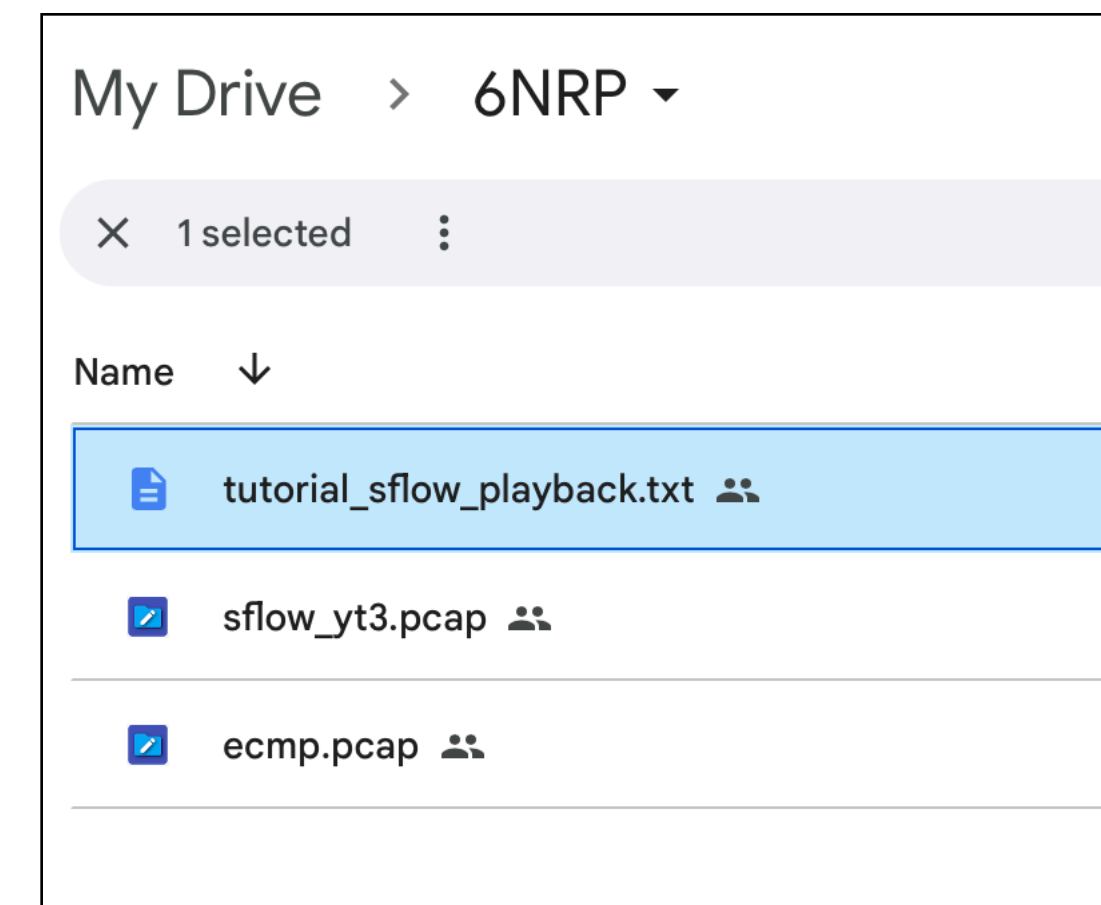 My Drive > 6NRP
1 selected
Name
tutorial_sflow_playback.txt
sflow_yt3.pcap
ecmp.pcap